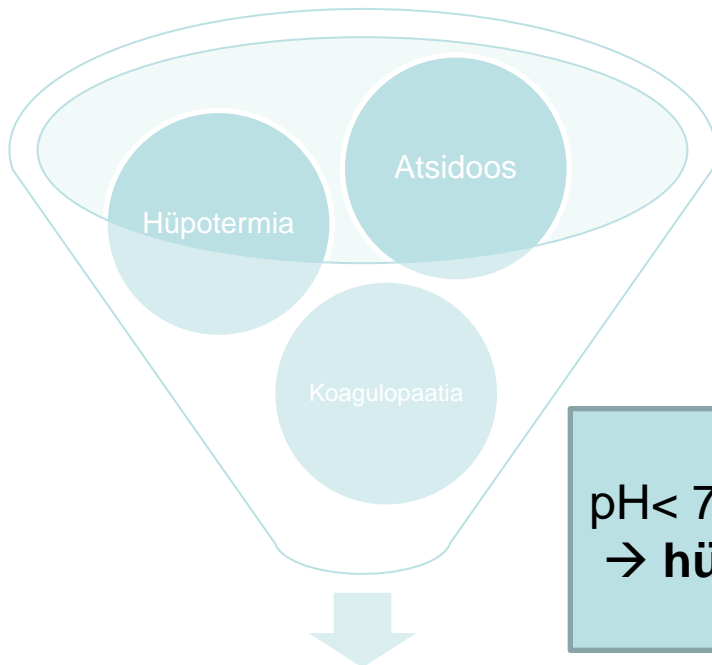 Atsidoos
Hüpotermia
Koagulopaatia
pH< 7
→ hü